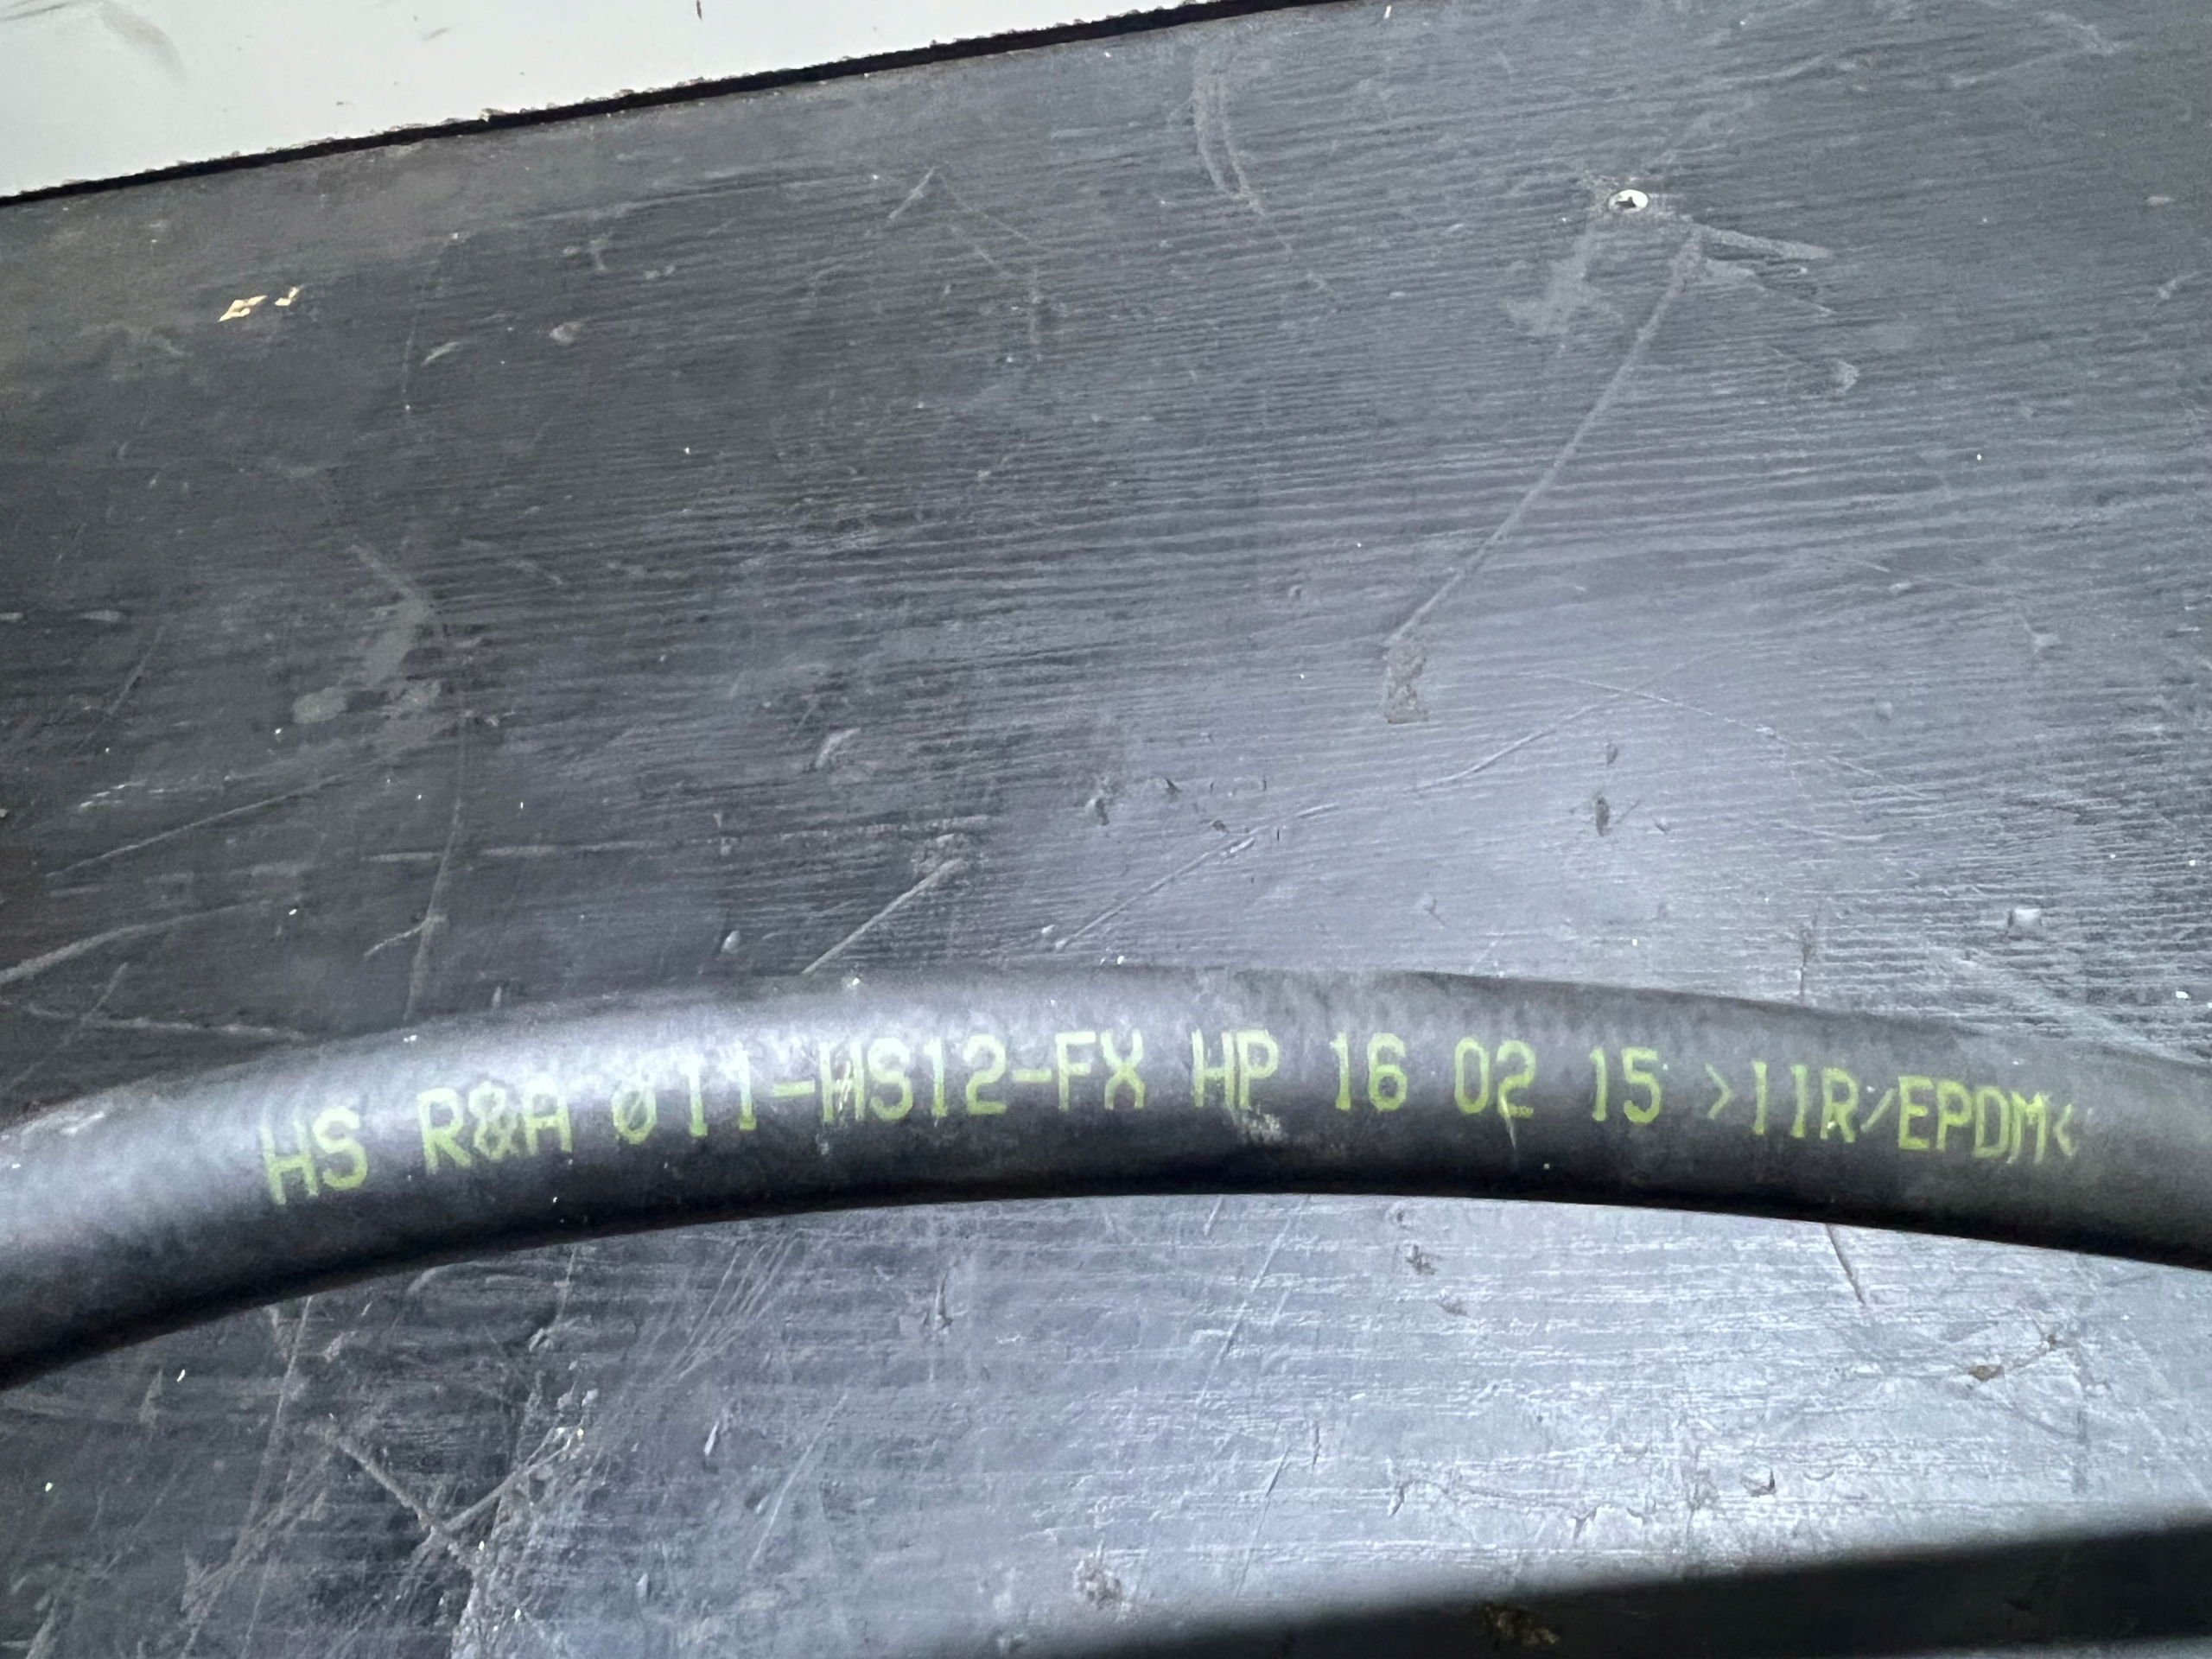 HS R&A Ø11-HS12-FX HP 16 02 15 >IIR/EPDM<